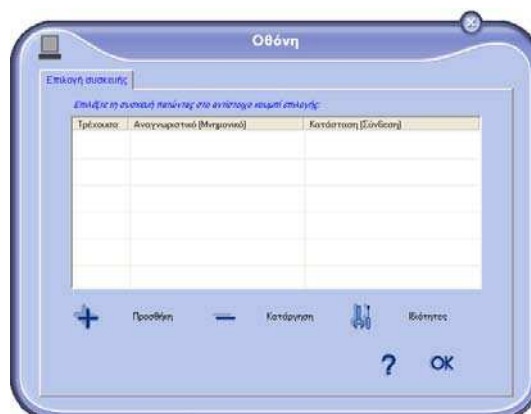 Οθόνη
Επιλογή συσκευής
Επιλέξτε τη συσκευή πατώντας στο αντίστοιχο κουμπί επιλογής:
Τρέχουσα Αναγνωριστικό (Μνημονικό) Κατάσταση (Σύνδεση)
Προσθήκη Κατάργηση Ιδιότητες
? OK